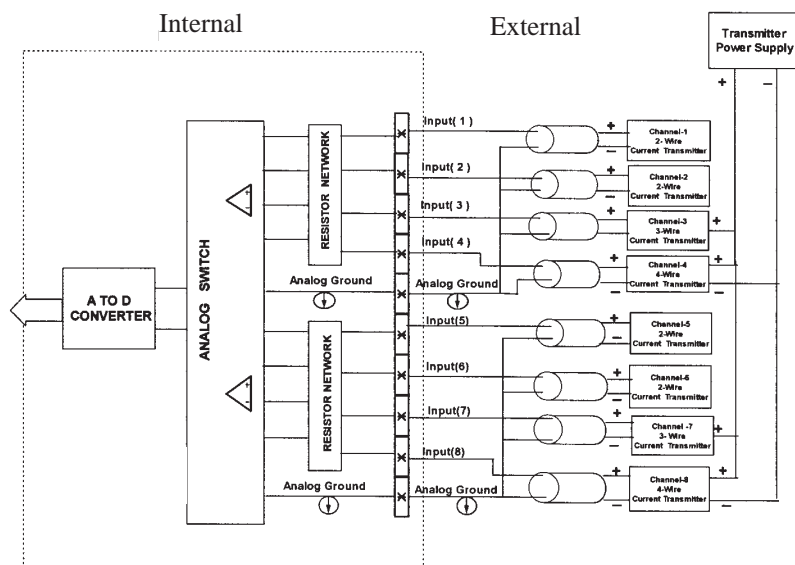 Internal
External
Transmitter
Power Supply
+
−
A TO D
CONVERTER
ANALOG SWITCH
+
−
+
−
RESISTOR NETWORK
RESISTOR NETWORK
Analog Ground
Analog Ground
Input( 1 )
Input( 2 )
Input( 3 )
Input( 4 )
Analog Ground
Input(5)
Input(6)
Input(7)
Input(8)
Analog Ground
+
−
Channel-1
2- Wire
Current Transmitter
+
−
Channel-2
2-Wire
Current Transmitter
+
−
Channel-3
3-Wire
Current Transmitter
+
+
−
Channel-4
4-Wire
Current Transmitter
+
−
+
−
Channel-5
2-Wire
Current Transmitter
+
−
Channel-6
2-Wire
Current Transmitter
+
−
Channel -7
3- Wire
Current Transmitter
+
+
−
Channel-8
4-Wire
Current Transmitter
+
−